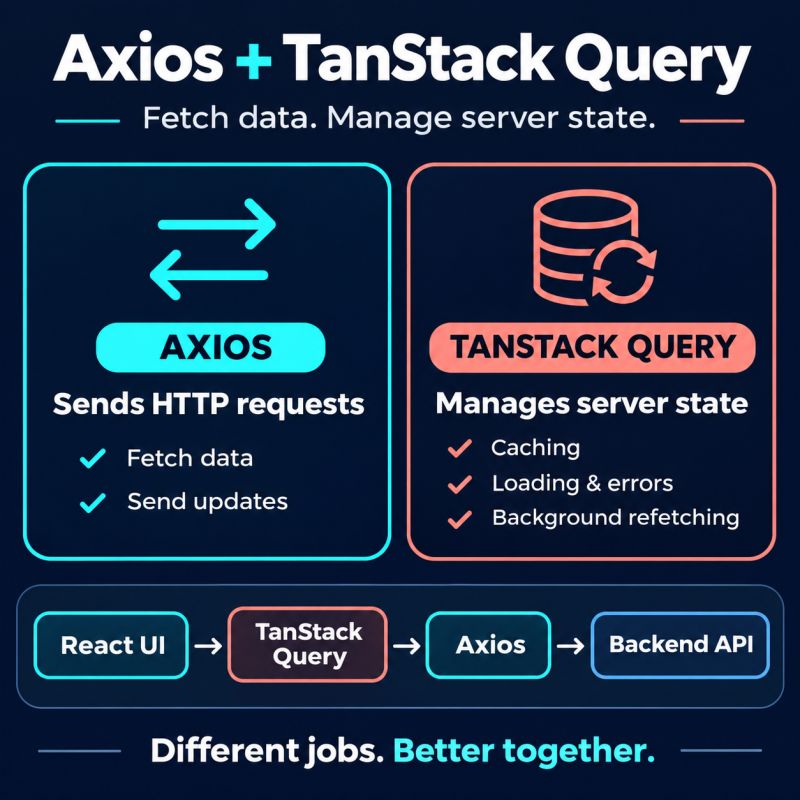 Axios + TanStack Query
Fetch data. Manage server state.
AXIOS
Sends HTTP requests
Fetch data
Send updates
TANSTACK QUERY
Manages server state
Caching
Loading & errors
Background refetching
React UI
TanStack
Query
Axios
Backend API
Different jobs. Better together.